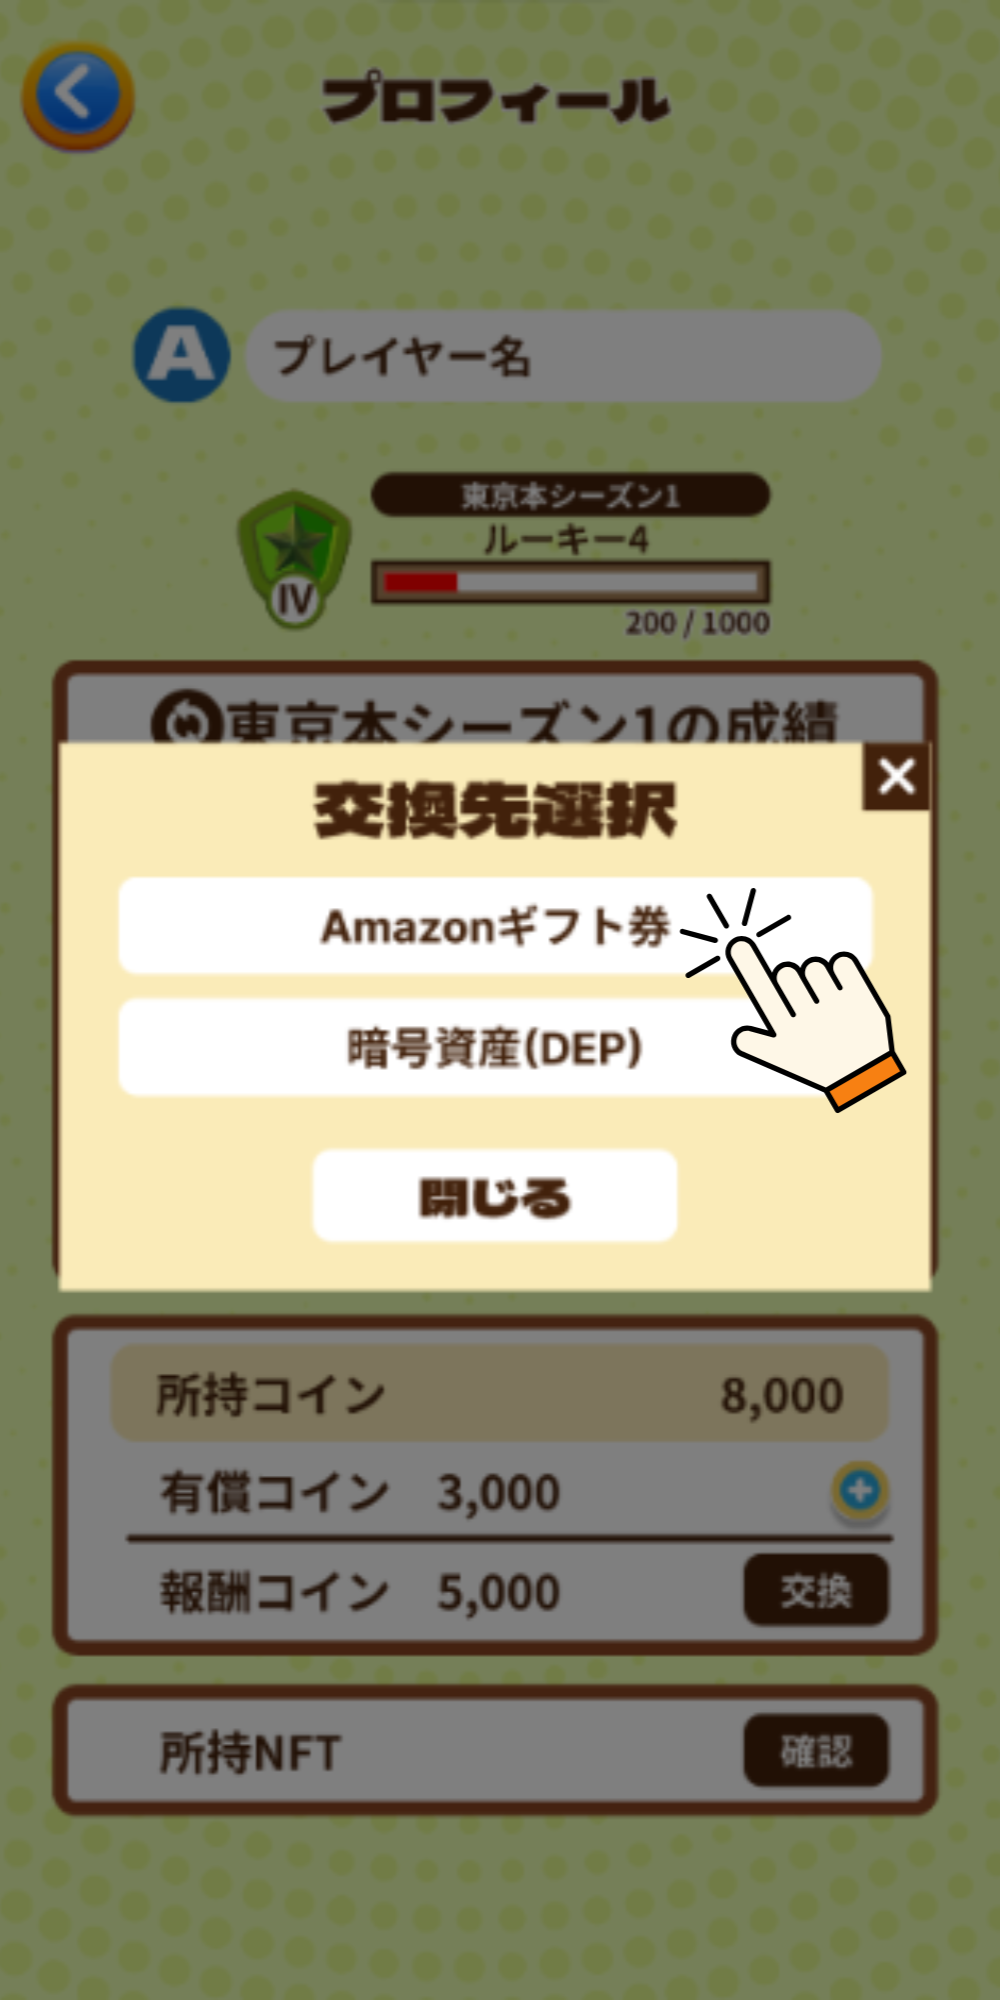 プロフィール
A
プレイヤー名
東京本シーズン1
ルーキー4
IV
200 / 1000
東京本シーズン1の成績
交換先選択
Amazonギフト券
暗号資産(DEP)
閉じる
所持コイン 8,000
有償コイン 3,000
報酬コイン 5,000 交換
所持NFT 確認